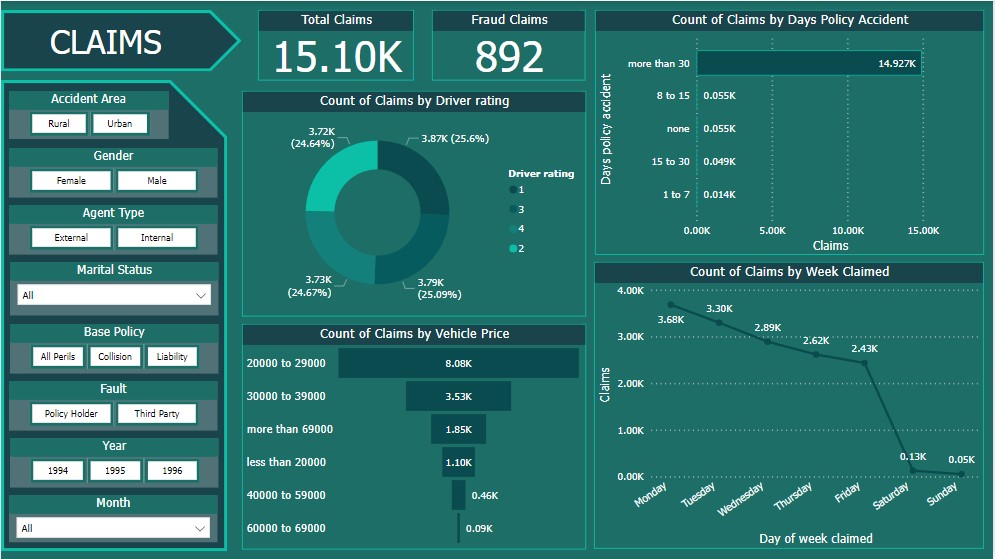 CLAIMS
Accident Area
Rural Urban
Gender
Female Male
Agent Type
External Internal
Marital Status
All
Base Policy
All Perils Collision Liability
Fault
Policy Holder Third Party
Year
1994 1995 1996
Month
All
Total Claims
15.10K
Fraud Claims
892
Count of Claims by Driver rating
3.72K
(24.64%)
3.87K (25.6%)
3.73K
(24.67%)
3.79K
(25.09%)
Driver rating
1
3
4
2
Count of Claims by Vehicle Price
20000 to 29000 8.08K
30000 to 39000 3.53K
more than 69000 1.85K
less than 20000 1.10K
40000 to 59000 0.46K
60000 to 69000 0.09K
Count of Claims by Days Policy Accident
Days policy accident
more than 30 14.927K
8 to 15 0.055K
none 0.055K
15 to 30 0.049K
1 to 7 0.014K
0.00K 5.00K 10.00K 15.00K
Claims
Count of Claims by Week Claimed
Claims
4.00K
3.00K
2.00K
1.00K
0.00K
3.68K
3.30K
2.89K
2.62K
2.43K
0.13K
0.05K
Monday Tuesday Wednesday Thursday Friday Saturday Sunday
Day of week claimed